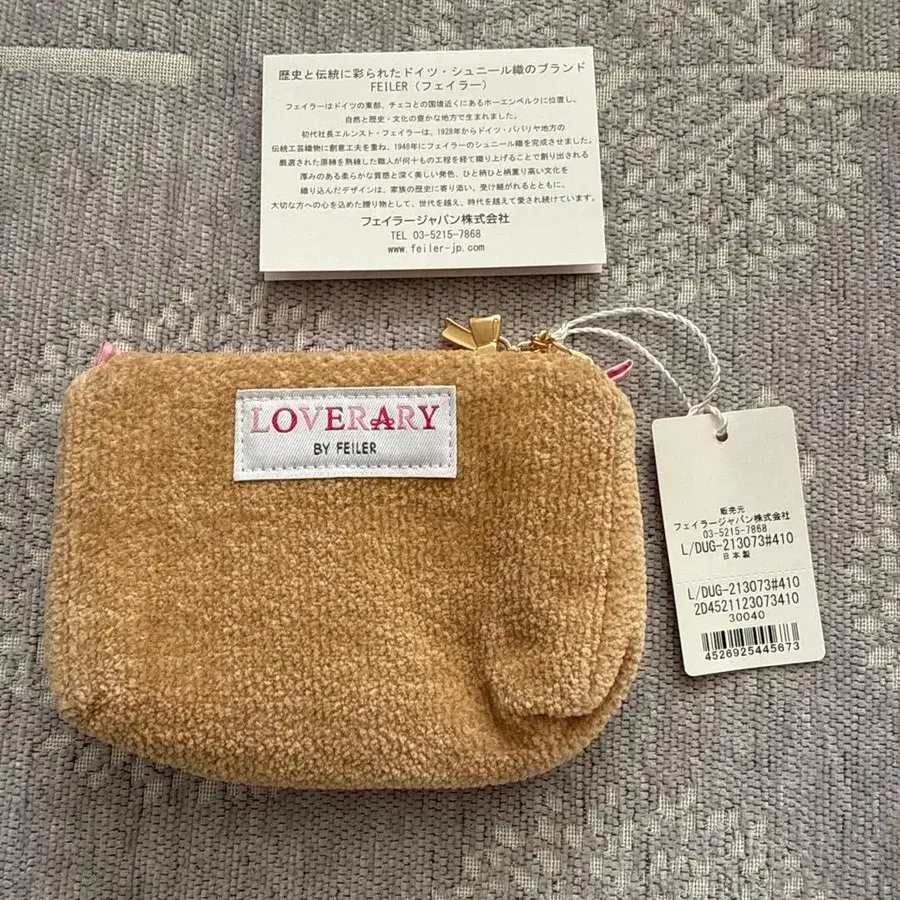 歴史と伝統に彩られたドイツ・シュニール織のブランド
FEILER（フェイラー）
フェイラーはドイツの東部、チェコとの国境近くにあるホーエンベルクに位置し、
自然と歴史・文化の豊かな地方で生まれました。
初代社長エルンスト・フェイラーは、1928年からドイツ・ババリヤ地方の
伝統工芸織物に創意工夫を重ね、1948年にフェイラーのシュニール織を完成させました。
厳選された原綿を熟練した職人が何十もの工程を経て織り上げることで創り出される
厚みのある柔らかな質感と深く美しい発色、ひと柄ひと柄薫り高い文化を
織り込んだデザインは、家族の歴史に寄り添い、受け継がれるとともに、
大切な方への心を込めた贈り物として、世代を越え、時代を越えて愛され続けています。
フェイラージャパン株式会社
TEL 03-5215-7868
www.feiler-jp.com
LOVERARY
BY FEILER
販売元
フェイラージャパン株式会社
03-5215-7868
L/DUG-213073#410
日本製
L/DUG-213073#410
2D4521123073410
30040
4526925445673